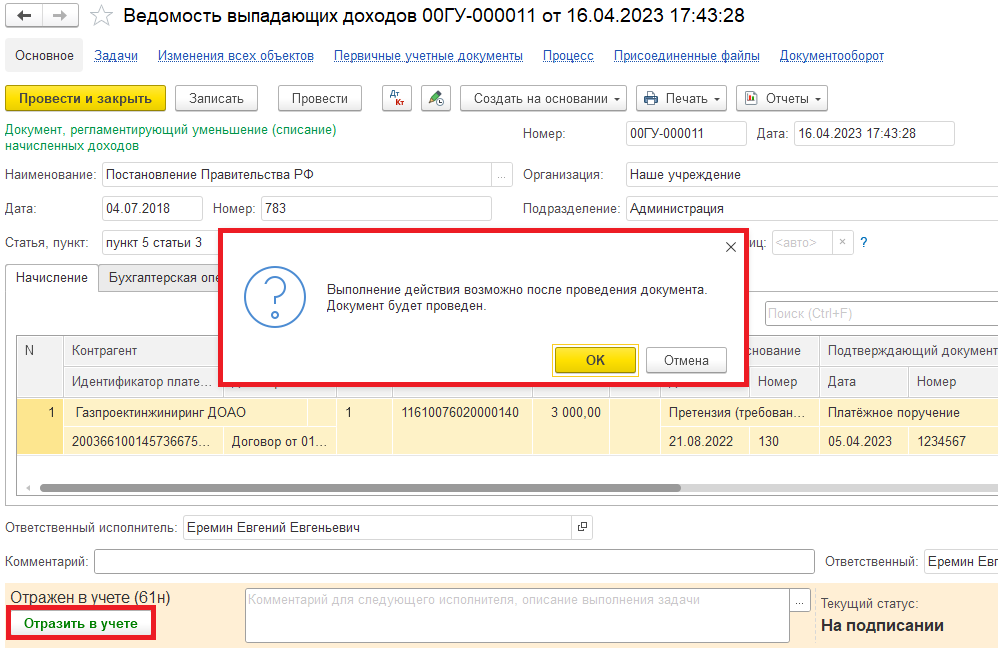 Ведомость выпадающих доходов 00ГУ-000011 от 16.04.2023 17:43:28
Основное Задачи Изменения всех объектов Первичные учетные документы Процесс Присоединенные файлы Документооборот
Провести и закрыть Записать Провести Дт Кт Создать на основании Печать Отчеты
Документ, регламентирующий уменьшение (списание) начисленных доходов
Номер: 00ГУ-000011 Дата: 16.04.2023 17:43:28
Наименование: Постановление Правительства РФ ... Организация: Наше учреждение
Дата: 04.07.2018 Номер: 783 Подразделение: Администрация
Статья, пункт: пункт 5 статьи 3 иц: <авто> × ?
Начисление Бухгалтерская опе
Выполнение действия возможно после проведения документа.
Документ будет проведен.
OK Отмена
Поиск (Ctrl+F)
N Контрагент нование Подтверждающий документ
Идентификатор плате... Номер Дата Номер
1 Газпроектинжиниринг ДОАО 1 11610076020000140 3 000,00 Претензия (требован... Платёжное поручение
200366100145736675... Договор от 01... 21.08.2022 130 05.04.2023 1234567
Ответственный исполнитель: Еремин Евгений Евгеньевич
Комментарий: Ответственный: Еремин Евг
Отражен в учете (61н)
Отразить в учете
Комментарий для следующего исполнителя, описание выполнения задачи ...
Текущий статус:
На подписании